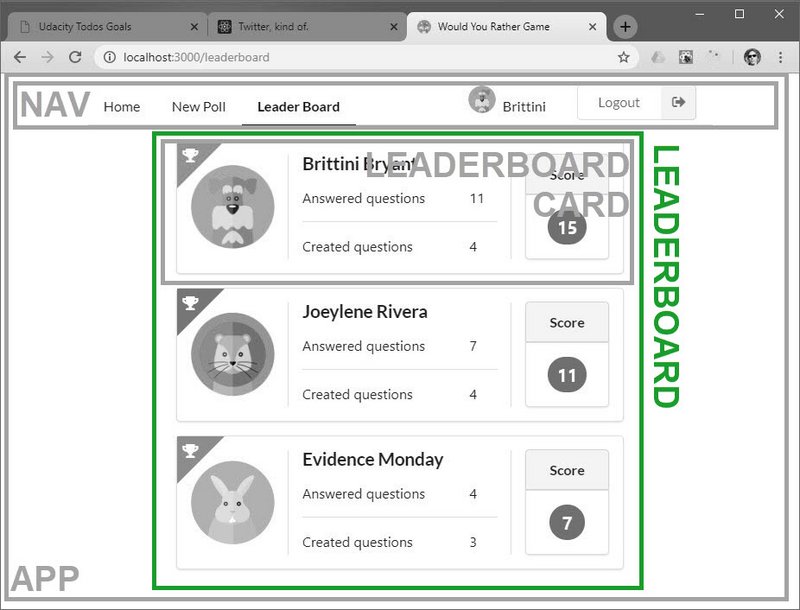 Udacity Todos Goals
Twitter, kind of.
Would You Rather Game
localhost:3000/leaderboard
NAV
Home
New Poll
Leader Board
Brittini
Logout
LEADERBOARD
CARD
Brittini Bryant
Answered questions 11
Created questions 4
Score
15
LEADERBOARD
Joeylene Rivera
Answered questions 7
Created questions 4
Score
11
Evidence Monday
Answered questions 4
Created questions 3
Score
7
APP